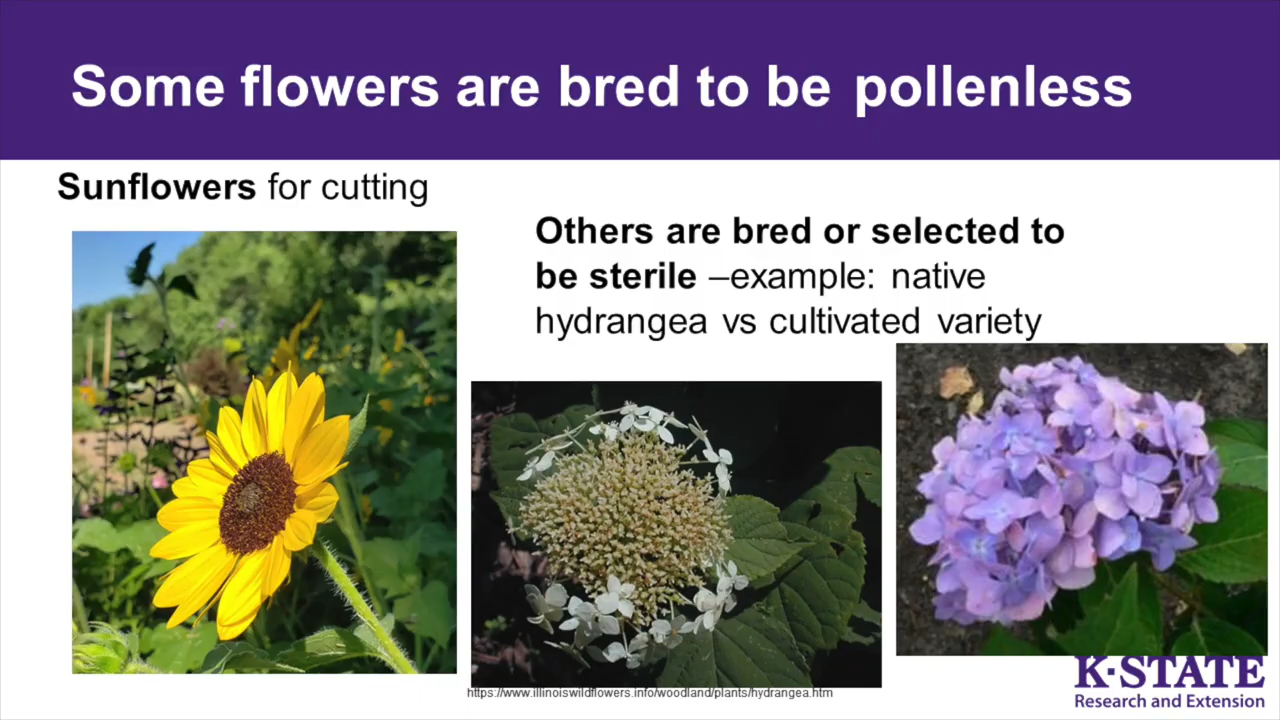 Some flowers are bred to be pollenless
Sunflowers for cutting
Others are bred or selected to
be sterile –example: native
hydrangea vs cultivated variety
https://www.illinoiswildflowers.info/woodland/plants/hydrangea.htm
K-STATE
Research and Extension